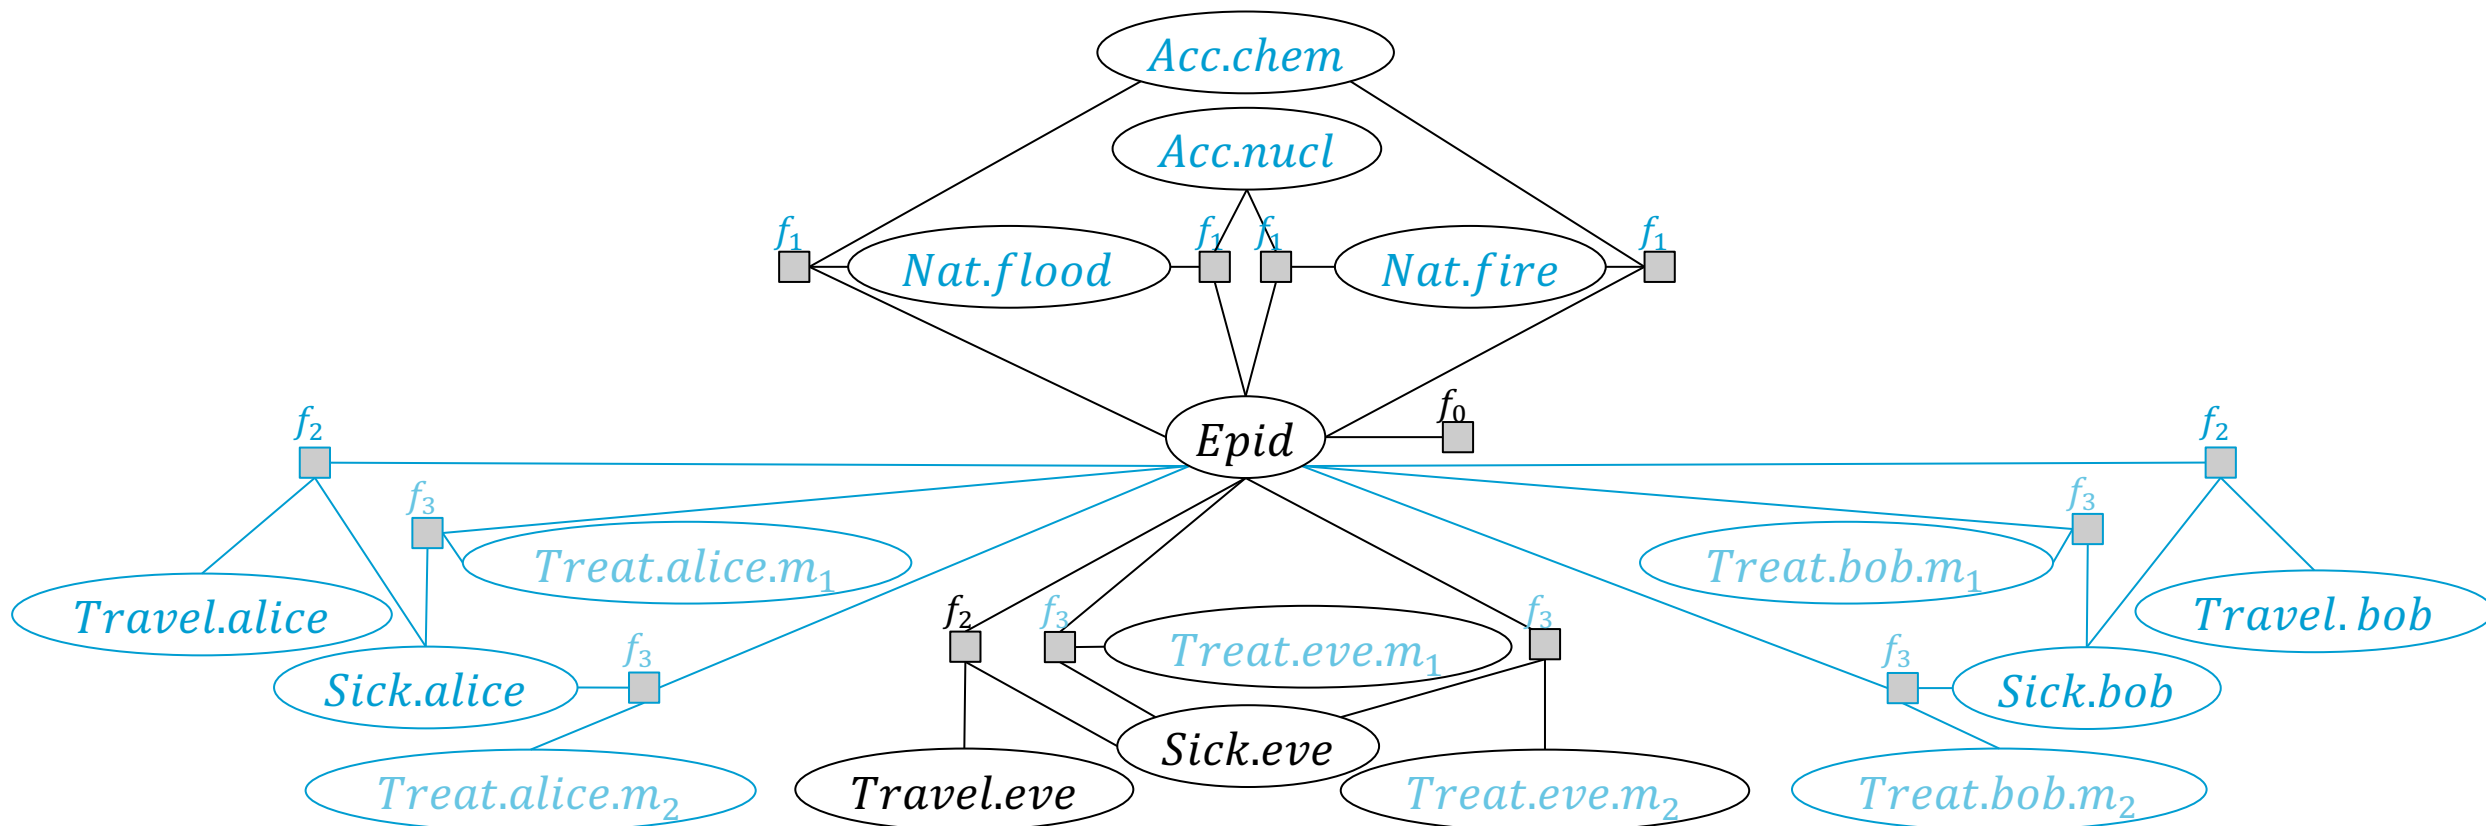 Acc.chem
Acc.nucl
f₁ f₁ f₁ f₁
Nat.flood Nat.fire
f₀
f₂ Epid f₂
f₃ f₃
Treat.alice.m₁ Treat.bob.m₁
Travel.alice f₂ f₃ f₃ Travel.bob
f₃ Treat.eve.m₁ f₃
Sick.alice Sick.bob
Sick.eve
Treat.alice.m₂ Travel.eve Treat.eve.m₂ Treat.bob.m₂